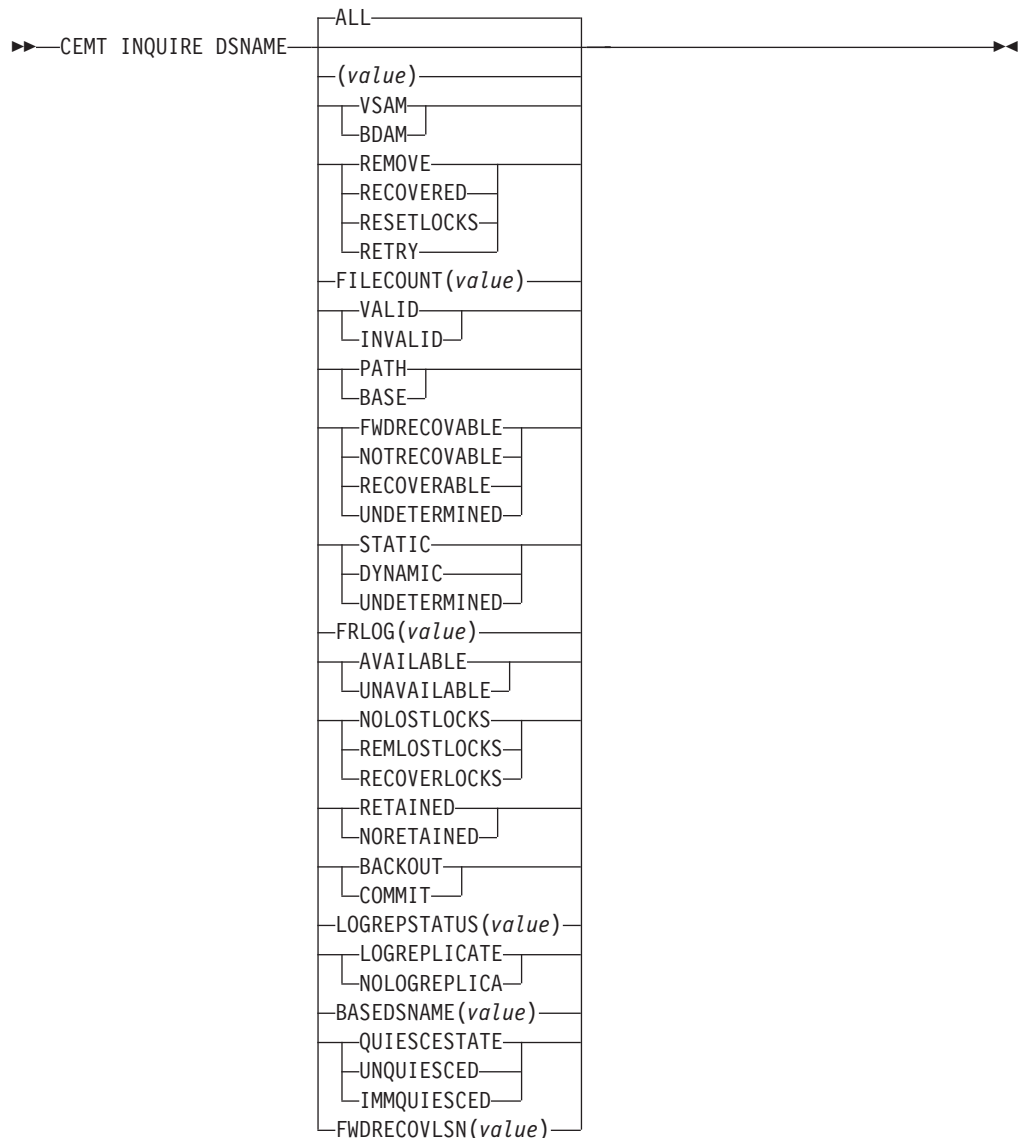 ALL
CEMT INQUIRE DSNAME
(value)
VSAM
BDAM
REMOVE
RECOVERED
RESETLOCKS
RETRY
FILECOUNT(value)
VALID
INVALID
PATH
BASE
FWDRECOVABLE
NOTRECOVABLE
RECOVERABLE
UNDETERMINED
STATIC
DYNAMIC
UNDETERMINED
FRLOG(value)
AVAILABLE
UNAVAILABLE
NOLOSTLOCKS
REMLOSTLOCKS
RECOVERLOCKS
RETAINED
NORETAINED
BACKOUT
COMMIT
LOGREPSTATUS(value)
LOGREPLICATE
NOLOGREPLICA
BASEDSNAME(value)
QUIESCESTATE
UNQUIESCED
IMMQUIESCED
FWDRECOVLSN(value)